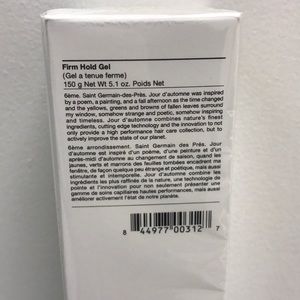 Firm Hold Gel
(Gel a tenue ferme)
150 g Net Wt 5.1 oz. Poids Net
6ème. Saint Germain-des-Près. Jour d'automne was inspired
by a poem, a painting, and a fall afternoon as the time changed
and the yellows, greens and browns of fallen leaves surround
my window, somehow strange and poetic, somehow inspiring
and timeless. Jour d'automne combines nature's finest
ingredients, cutting edge technology and the innovation to not
only provide a high performance hair care collection, but to
actively improve the state of our planet.
6ème arrondissement. Saint Germain des Près. Jour
d'automne est inspirée d'un poème, d'une peinture et d'un
après-midi d'automne au changement de saison, quand les
jaunes, verts et marrons des feuilles tombées encadrent ma
fenêtre, de façon quelque peu étrange et poétique, mais aussi
stimulante et intemporelle. Jour d'automne combine les
ingrédients les plus raffinés de la nature, une technologie de
pointe et l'innovation pour non seulement présenter une
gamme de soins capillaires hautes performances, mais aussi
améliorer activement l'état de notre planète.
8 44977 00312 7